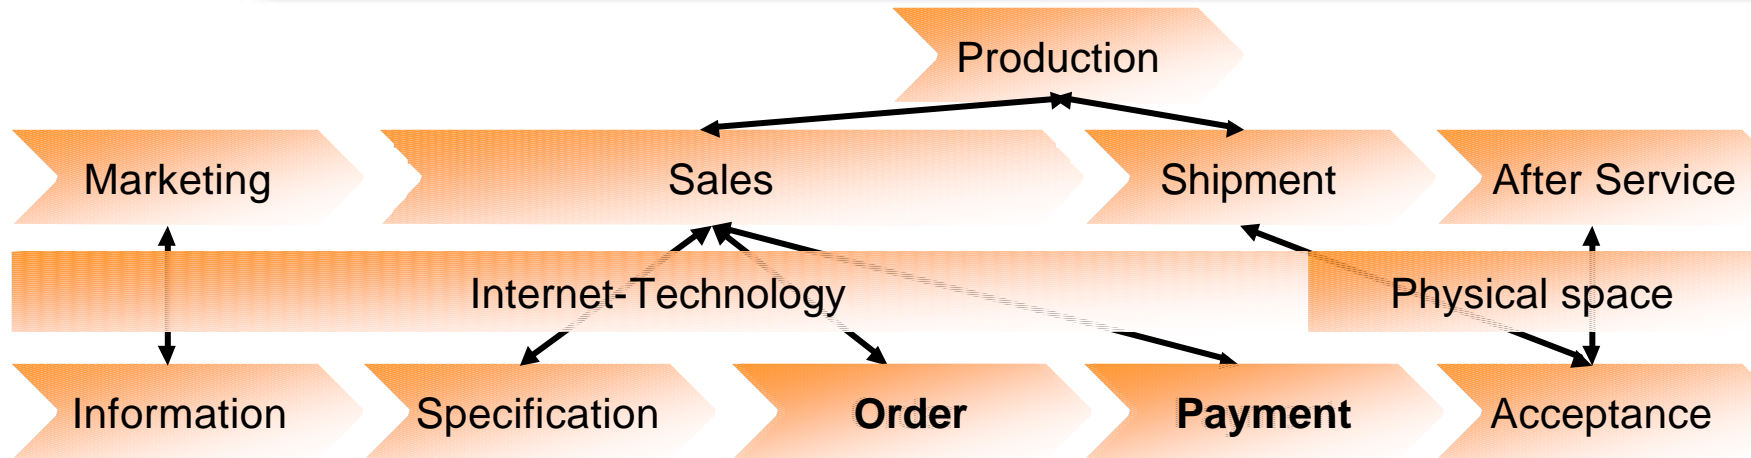 Production
Marketing Sales Shipment After Service
Internet-Technology Physical space
Information Specification Order Payment Acceptance